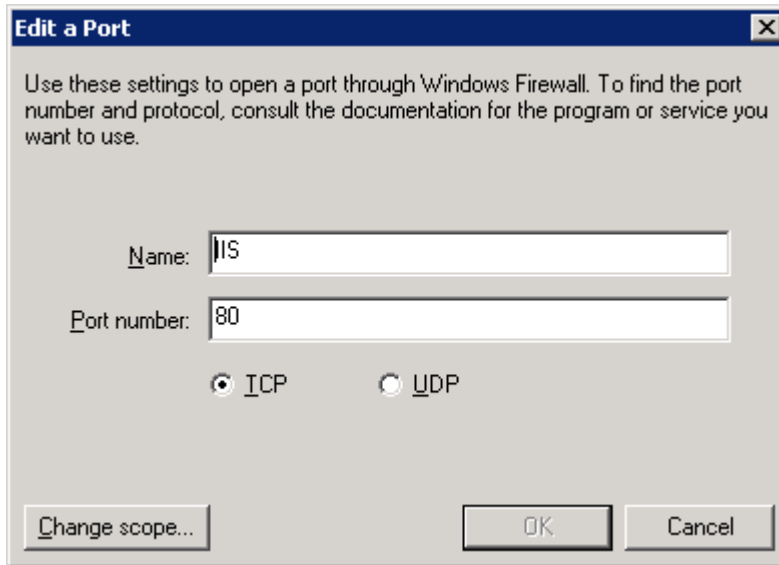 Edit a Port
Use these settings to open a port through Windows Firewall. To find the port
number and protocol, consult the documentation for the program or service you
want to use.
Name: IIS
Port number: 80
TCP UDP
Change scope... OK Cancel